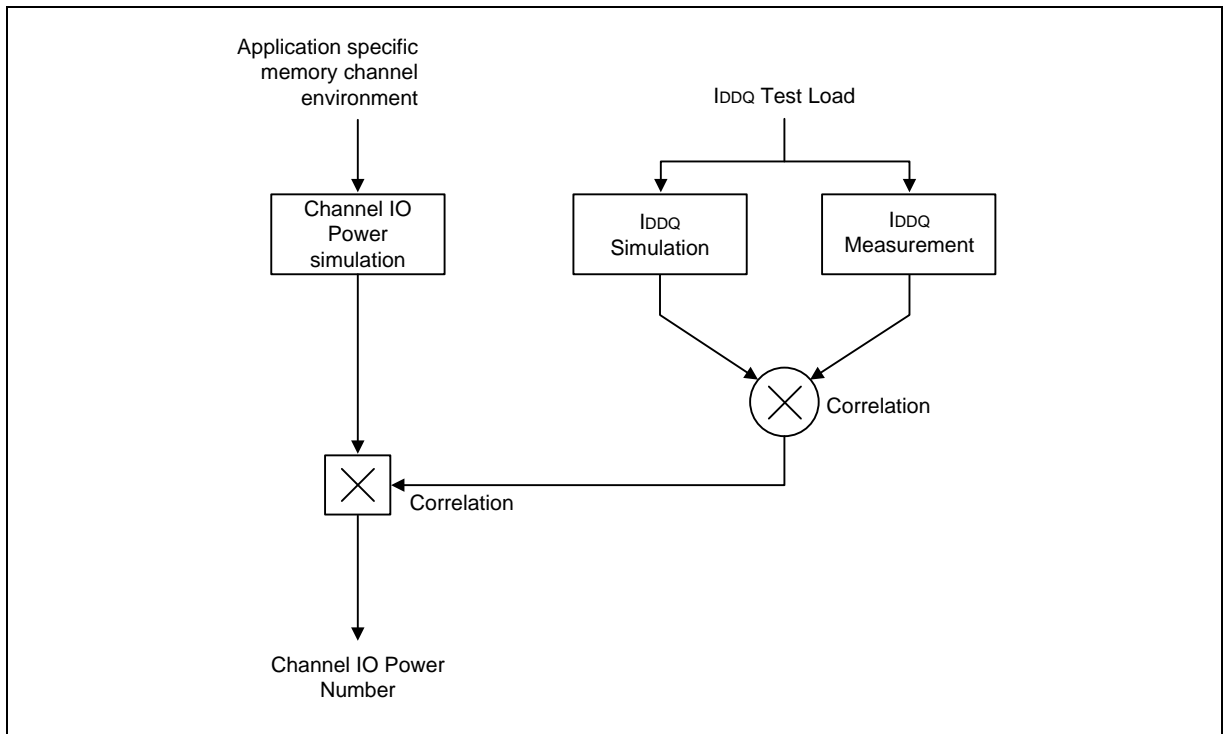 Application specific
memory channel
environment
IDDQ Test Load
Channel IO
Power
simulation
IDDQ
Simulation
IDDQ
Measurement
Correlation
Correlation
Channel IO Power
Number